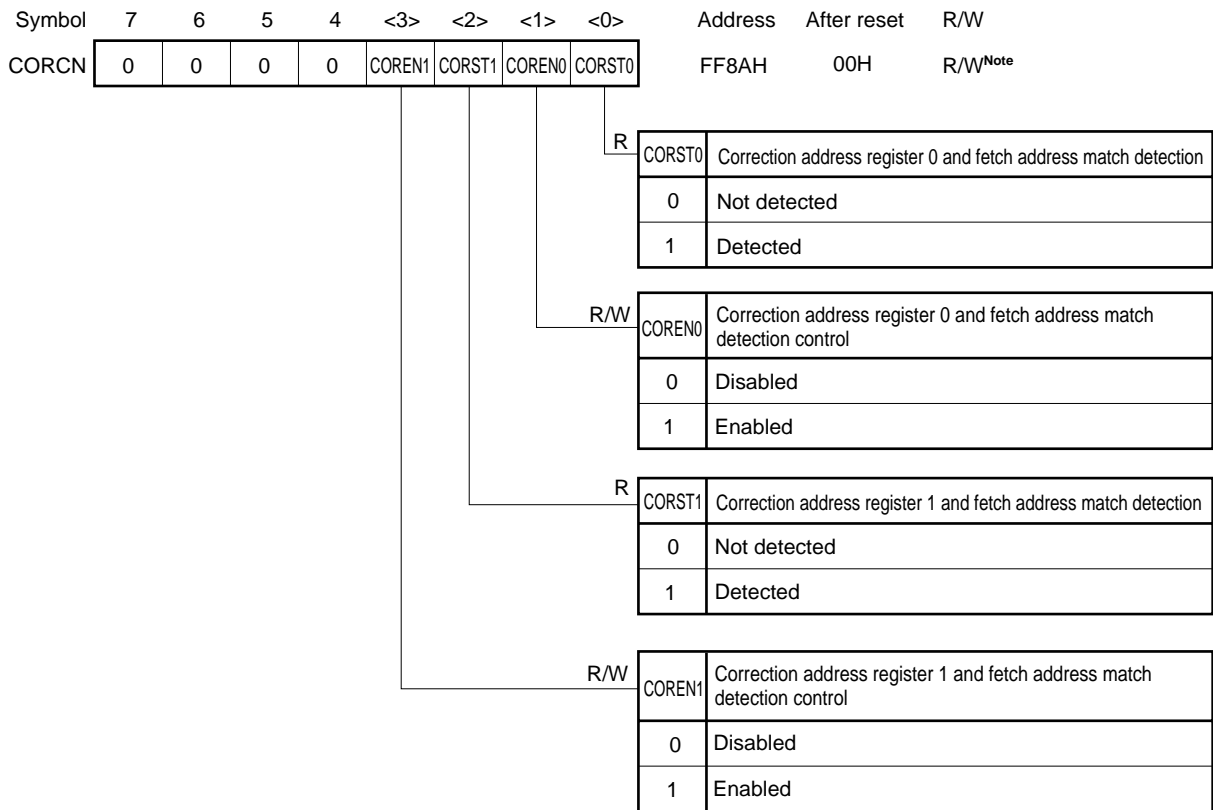 Symbol 7 6 5 4 <3> <2> <1> <0> Address After reset R/W
CORCN 0 0 0 0 COREN1 CORST1 COREN0 CORST0 FF8AH 00H R/WNote
R CORST0 Correction address register 0 and fetch address match detection
0 Not detected
1 Detected
R/W COREN0 Correction address register 0 and fetch address match
detection control
0 Disabled
1 Enabled
R CORST1 Correction address register 1 and fetch address match detection
0 Not detected
1 Detected
R/W COREN1 Correction address register 1 and fetch address match
detection control
0 Disabled
1 Enabled